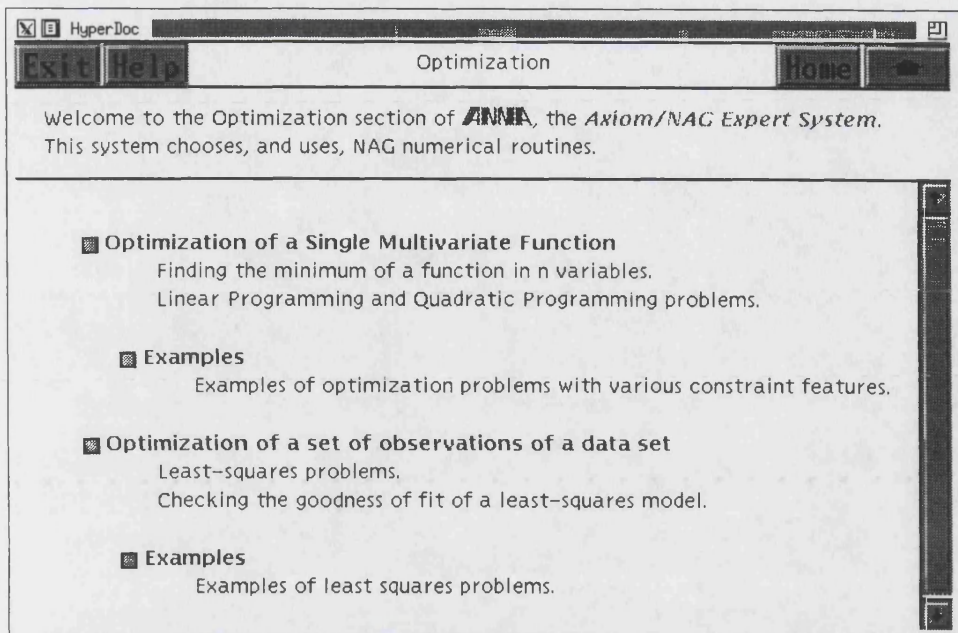 HyperDoc
Exit Help Optimization Home
Welcome to the Optimization section of ANNA, the Axiom/NAG Expert System.
This system chooses, and uses, NAG numerical routines.
Optimization of a Single Multivariate Function
Finding the minimum of a function in n variables.
Linear Programming and Quadratic Programming problems.
Examples
Examples of optimization problems with various constraint features.
Optimization of a set of observations of a data set
Least-squares problems.
Checking the goodness of fit of a least-squares model.
Examples
Examples of least squares problems.